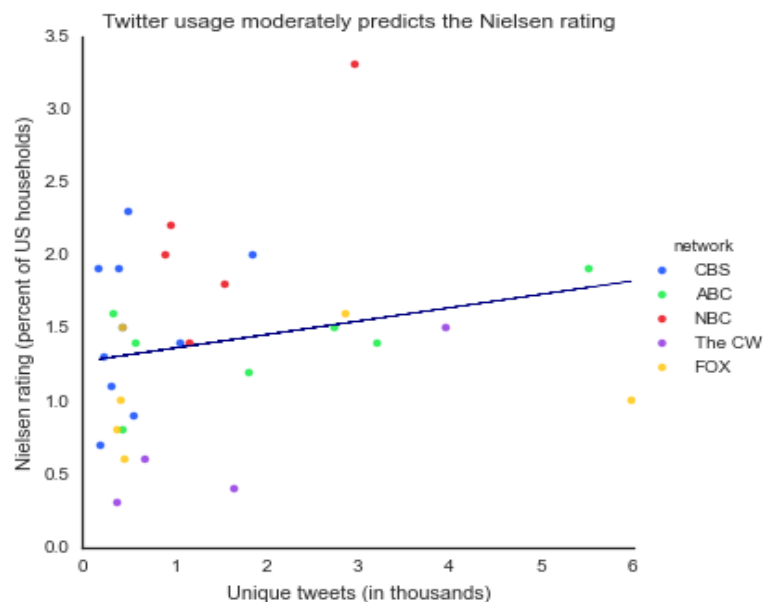 Twitter usage moderately predicts the Nielsen rating
3.5
3.0
2.5
2.0
1.5
1.0
0.5
0.0
Nielsen rating (percent of US households)
0 1 2 3 4 5 6
Unique tweets (in thousands)
network
CBS
ABC
NBC
The CW
FOX